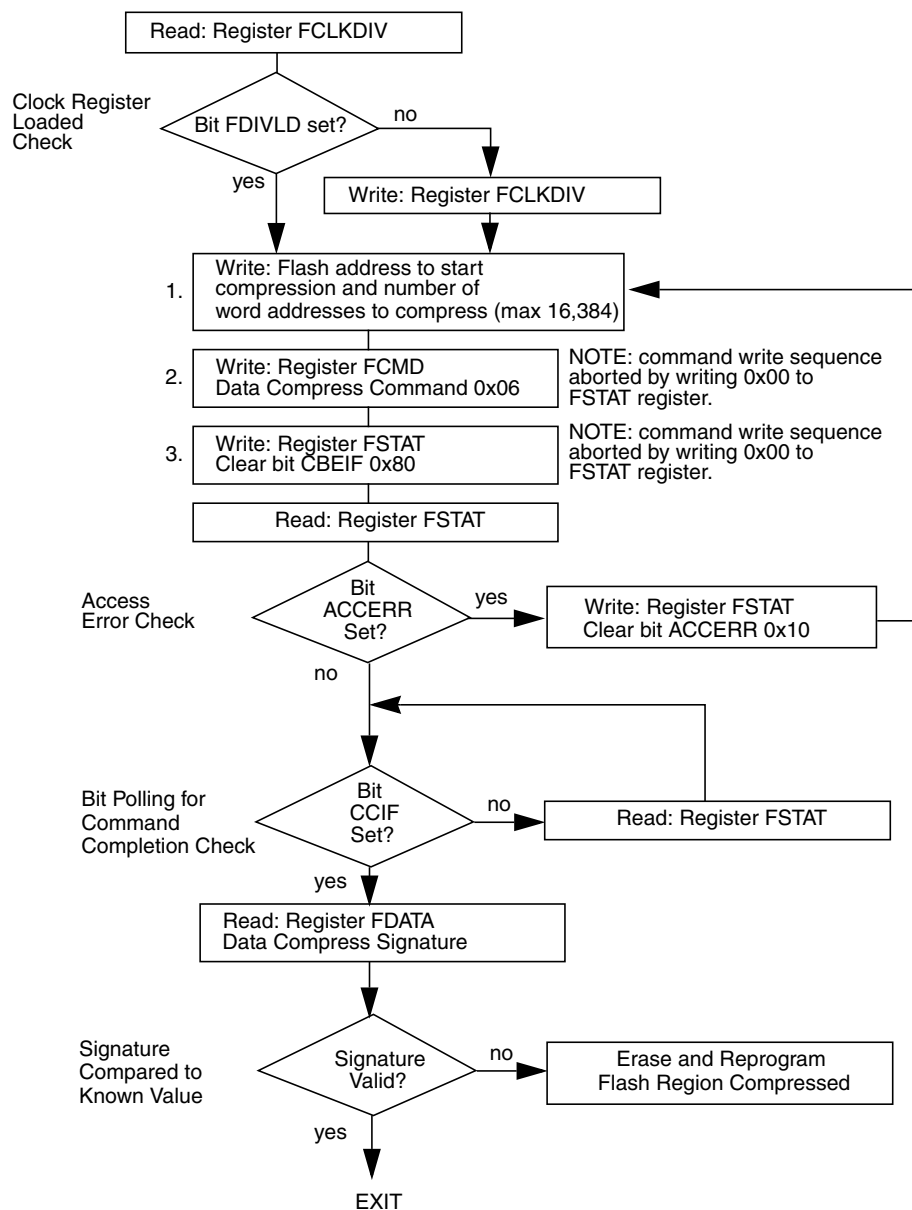 Read: Register FCLKDIV
Clock Register
Loaded
Check
Bit FDIVLD set?
no
yes
Write: Register FCLKDIV
1.
Write: Flash address to start
compression and number of
word addresses to compress (max 16,384)
2.
Write: Register FCMD
Data Compress Command 0x06
NOTE: command write sequence
aborted by writing 0x00 to
FSTAT register.
3.
Write: Register FSTAT
Clear bit CBEIF 0x80
NOTE: command write sequence
aborted by writing 0x00 to
FSTAT register.
Read: Register FSTAT
Access
Error Check
Bit
ACCERR
Set?
yes
Write: Register FSTAT
Clear bit ACCERR 0x10
no
Bit Polling for
Command
Completion Check
Bit
CCIF
Set?
no
Read: Register FSTAT
yes
Read: Register FDATA
Data Compress Signature
Signature
Compared to
Known Value
Signature
Valid?
no
Erase and Reprogram
Flash Region Compressed
yes
EXIT